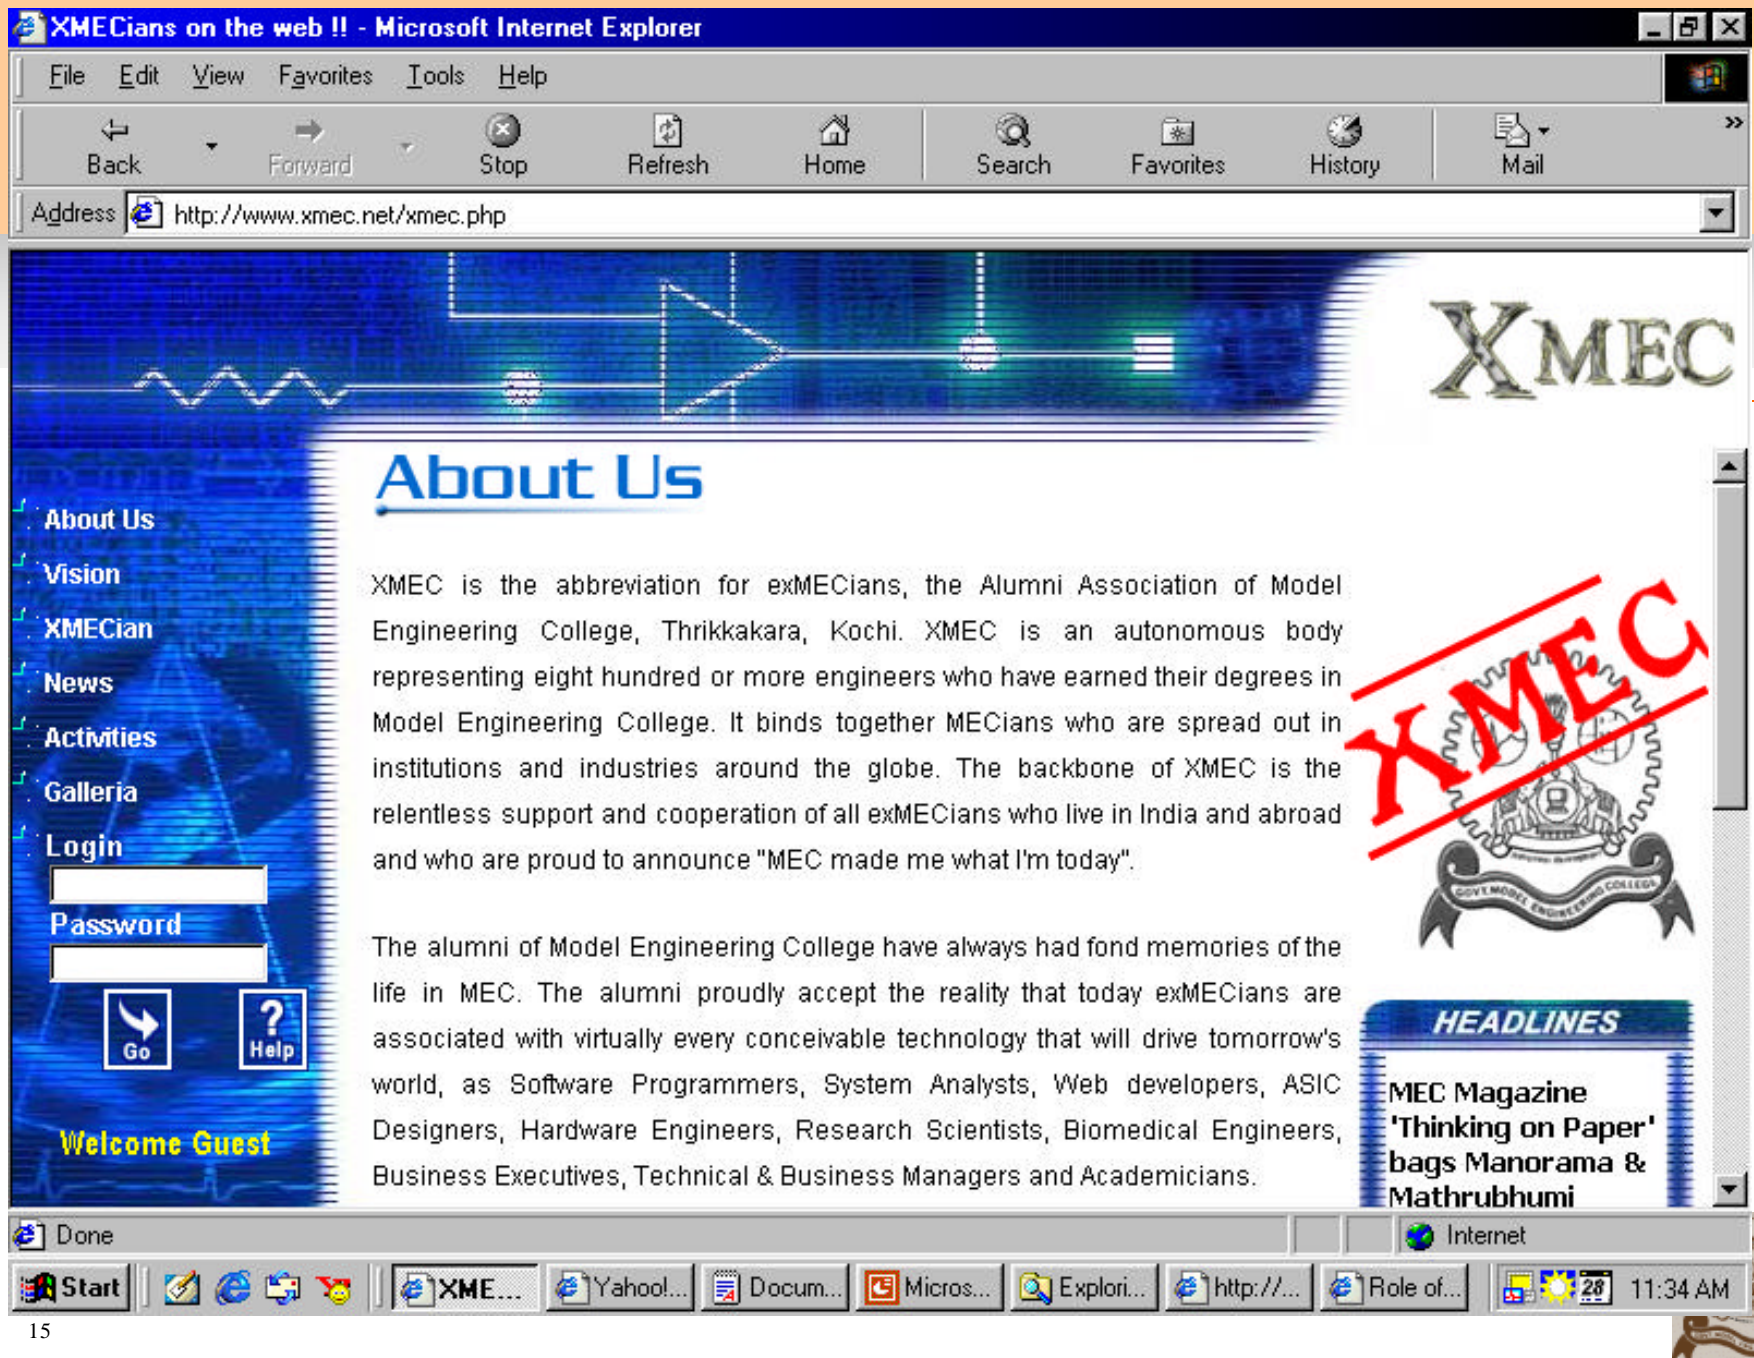 XMECians on the web !! - Microsoft Internet Explorer
File Edit View Favorites Tools Help
Back Forward Stop Refresh Home Search Favorites History Mail »
Address http://www.xmec.net/xmec.php
XMEC
About Us
About Us
Vision
XMECian
News
Activities
Galleria
Login
Password
Go Help
Welcome Guest
XMEC is the abbreviation for exMECians, the Alumni Association of Model
Engineering College, Thrikkakara, Kochi. XMEC is an autonomous body
representing eight hundred or more engineers who have earned their degrees in
Model Engineering College. It binds together MECians who are spread out in
institutions and industries around the globe. The backbone of XMEC is the
relentless support and cooperation of all exMECians who live in India and abroad
and who are proud to announce "MEC made me what I'm today".
The alumni of Model Engineering College have always had fond memories of the
life in MEC. The alumni proudly accept the reality that today exMECians are
associated with virtually every conceivable technology that will drive tomorrow's
world, as Software Programmers, System Analysts, Web developers, ASIC
Designers, Hardware Engineers, Research Scientists, Biomedical Engineers,
Business Executives, Technical & Business Managers and Academicians.
XMEC
GOVT. MODEL ENGINEERING COLLEGE
HEADLINES
MEC Magazine
'Thinking on Paper'
bags Manorama &
Mathrubhumi
Done Internet
Start XME... Yahoo!... Docum... Micros... Explori... http://... Role of... 28 11:34 AM
15